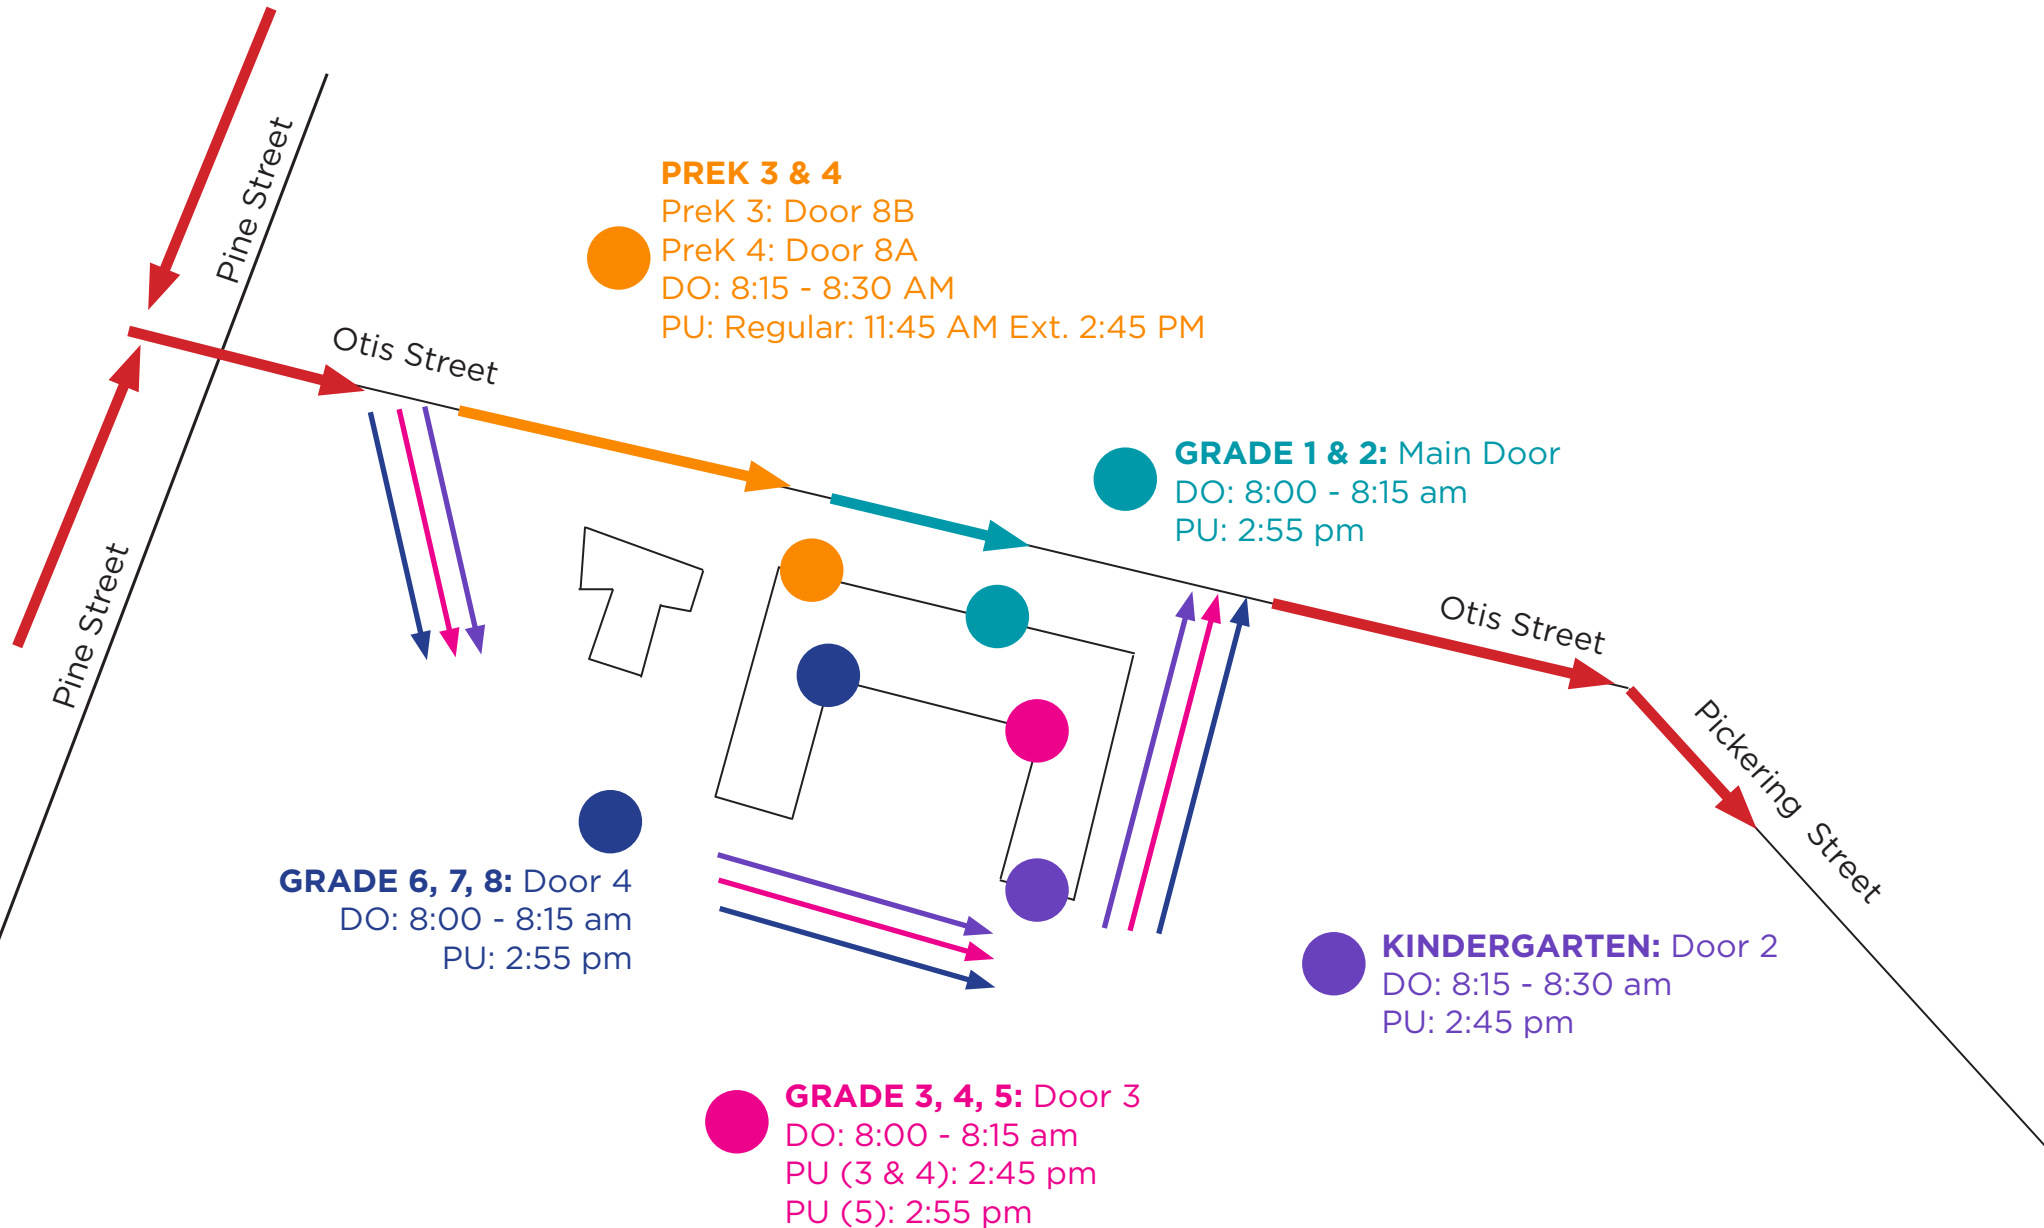 Pine Street
PREK 3 & 4
PreK 3: Door 8B
PreK 4: Door 8A
DO: 8:15 - 8:30 AM
PU: Regular: 11:45 AM Ext. 2:45 PM
Otis Street
GRADE 1 & 2: Main Door
DO: 8:00 - 8:15 am
PU: 2:55 pm
Pine Street
Otis Street
Pickering Street
GRADE 6, 7, 8: Door 4
DO: 8:00 - 8:15 am
PU: 2:55 pm
KINDERGARTEN: Door 2
DO: 8:15 - 8:30 am
PU: 2:45 pm
GRADE 3, 4, 5: Door 3
DO: 8:00 - 8:15 am
PU (3 & 4): 2:45 pm
PU (5): 2:55 pm